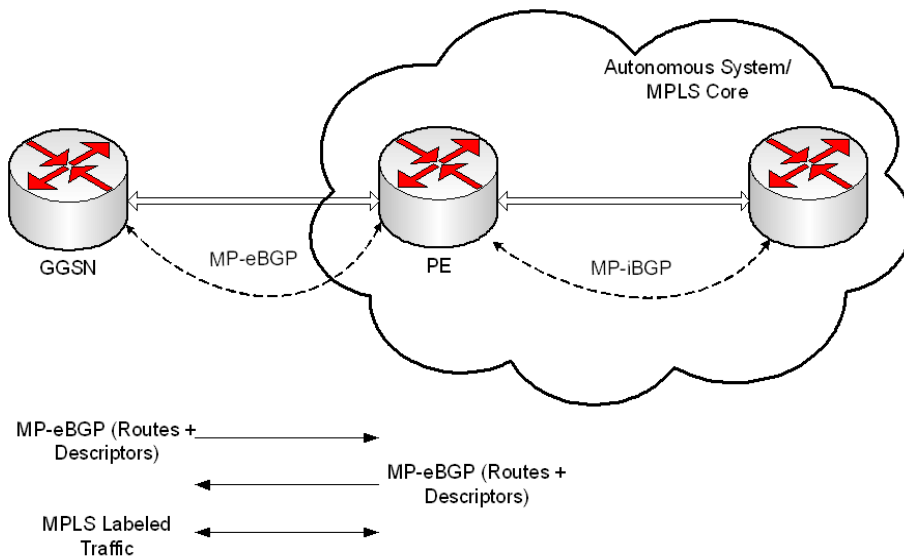 Autonomous System/
MPLS Core
MP-eBGP
MP-iBGP
GGSN
PE
MP-eBGP (Routes +
Descriptors)
MP-eBGP (Routes +
Descriptors)
MPLS Labeled
Traffic